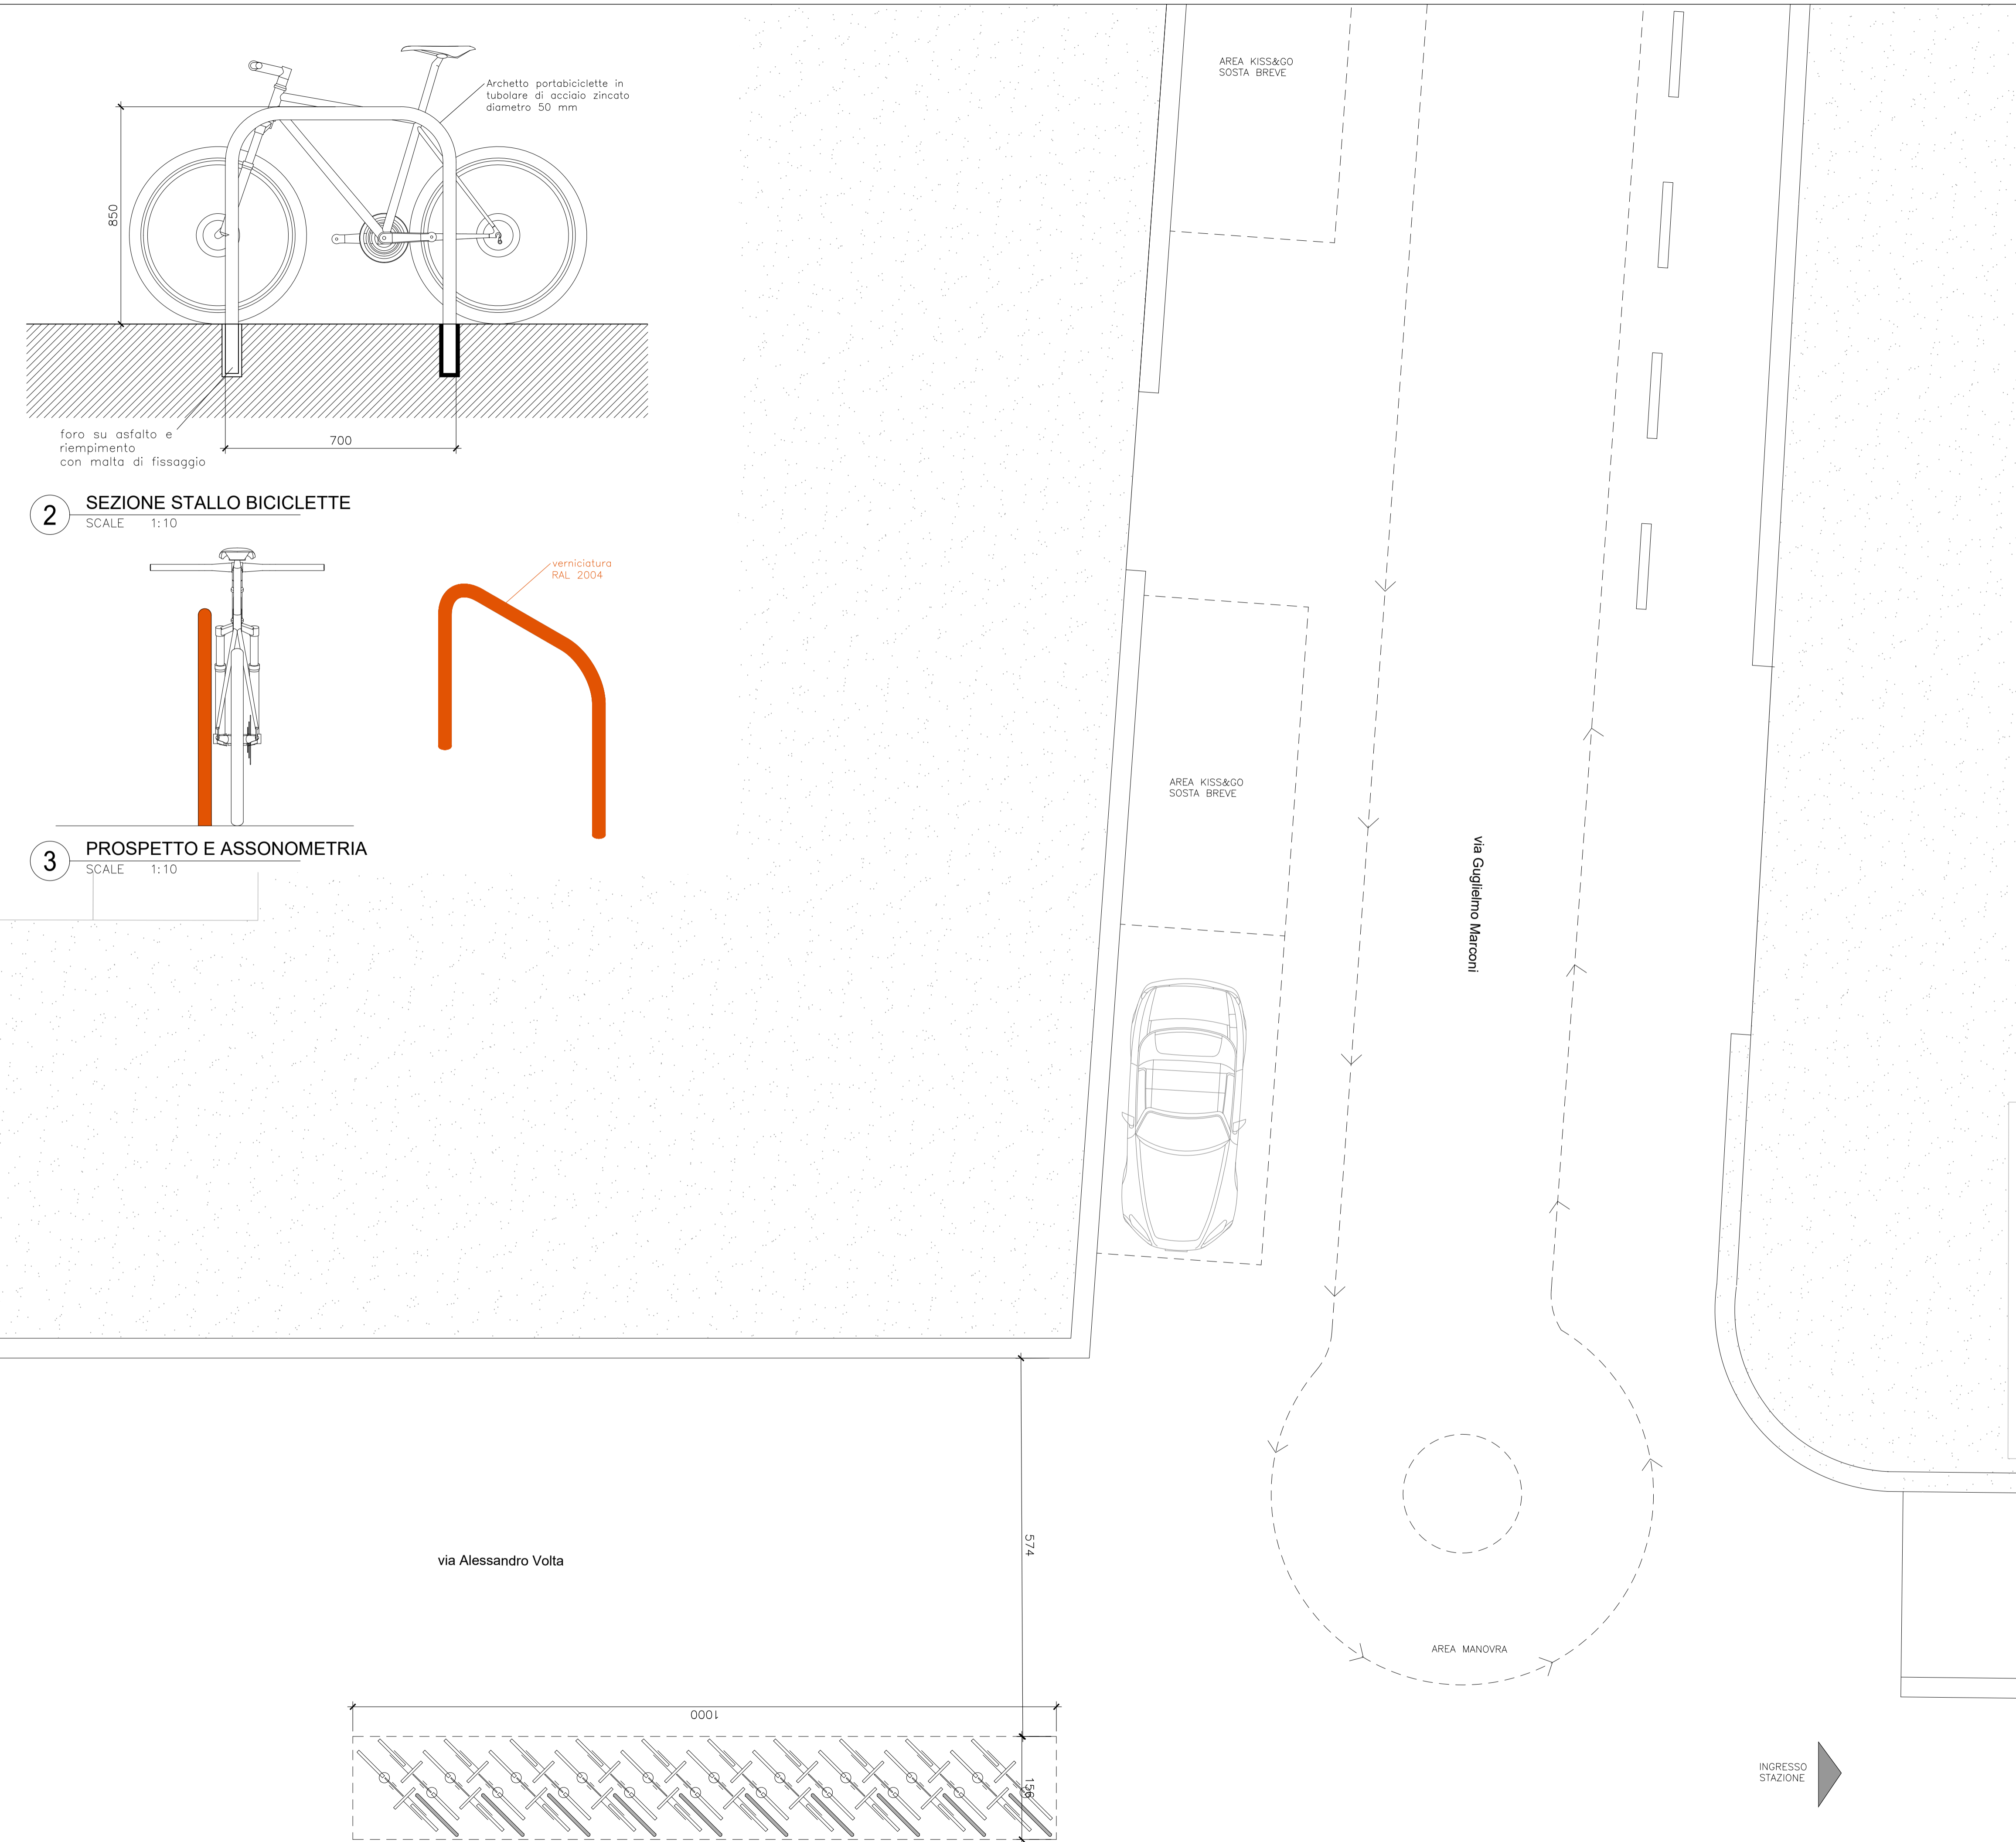 Archetto portabiciclette in
tubolare di acciaio zincato
diametro 50 mm
850
foro su asfalto e
riempimento
con malta di fissaggio
700
2
SEZIONE STALLO BICICLETTE
SCALE 1:10
verniciatura
RAL 2004
3
PROSPETTO E ASSONOMETRIA
SCALE 1:10
AREA KISS&GO
SOSTA BREVE
AREA KISS&GO
SOSTA BREVE
via Guglielmo Marconi
574
via Alessandro Volta
AREA MANOVRA
1000
156
INGRESSO
STAZIONE